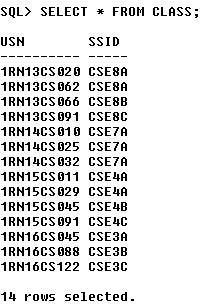 SQL> SELECT * FROM CLASS;
USN SSID
---------- -----
1RN13CS020 CSE8A
1RN13CS062 CSE8A
1RN13CS066 CSE8B
1RN13CS091 CSE8C
1RN14CS010 CSE7A
1RN14CS025 CSE7A
1RN14CS032 CSE7A
1RN15CS011 CSE4A
1RN15CS029 CSE4A
1RN15CS045 CSE4B
1RN15CS091 CSE4C
1RN16CS045 CSE3A
1RN16CS088 CSE3B
1RN16CS122 CSE3C
14 rows selected.